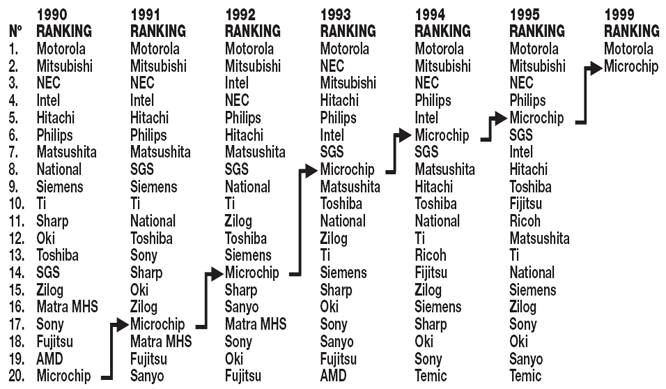 1990 1991 1992 1993 1994 1995 1999
Nº RANKING RANKING RANKING RANKING RANKING RANKING RANKING
1. Motorola Motorola Motorola Motorola Motorola Motorola Motorola
2. Mitsubishi Mitsubishi Mitsubishi NEC Mitsubishi Mitsubishi Microchip
3. NEC NEC Intel Mitsubishi NEC NEC
4. Intel Intel NEC Hitachi Philips Philips
5. Hitachi Hitachi Philips Philips Intel Microchip
6. Philips Philips Hitachi Intel Microchip SGS
7. Matsushita Matsushita Matsushita SGS SGS Intel
8. National SGS SGS Microchip Matsushita Hitachi
9. Siemens Siemens National Matsushita Hitachi Toshiba
10. Ti Ti Ti Toshiba Toshiba Fujitsu
11. Sharp National Zilog National National Ricoh
12. Oki Toshiba Toshiba Zilog Ti Matsushita
13. Toshiba Sony Siemens Ti Ricoh Ti
14. SGS Sharp Microchip Siemens Fujitsu National
15. Zilog Oki Sharp Sharp Zilog Siemens
16. Matra MHS Zilog Sanyo Oki Siemens Zilog
17. Sony Microchip Matra MHS Sony Sharp Sony
18. Fujitsu Matra MHS Sony Sanyo Oki Oki
19. AMD Fujitsu Oki Fujitsu Sony Sanyo
20. Microchip Sanyo Fujitsu AMD Temic Temic